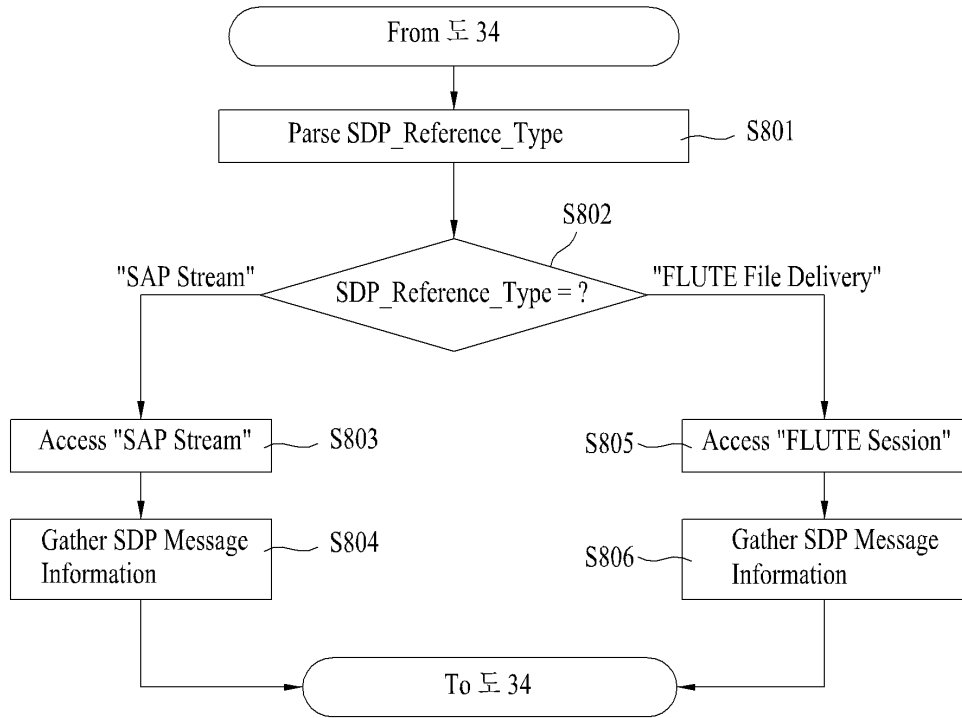 From 도 34
Parse SDP_Reference_Type
S801
S802
"SAP Stream"
SDP_Reference_Type = ?
"FLUTE File Delivery"
Access "SAP Stream"
S803
S805
Access "FLUTE Session"
Gather SDP Message
Information
S804
S806
Gather SDP Message
Information
To 도 34